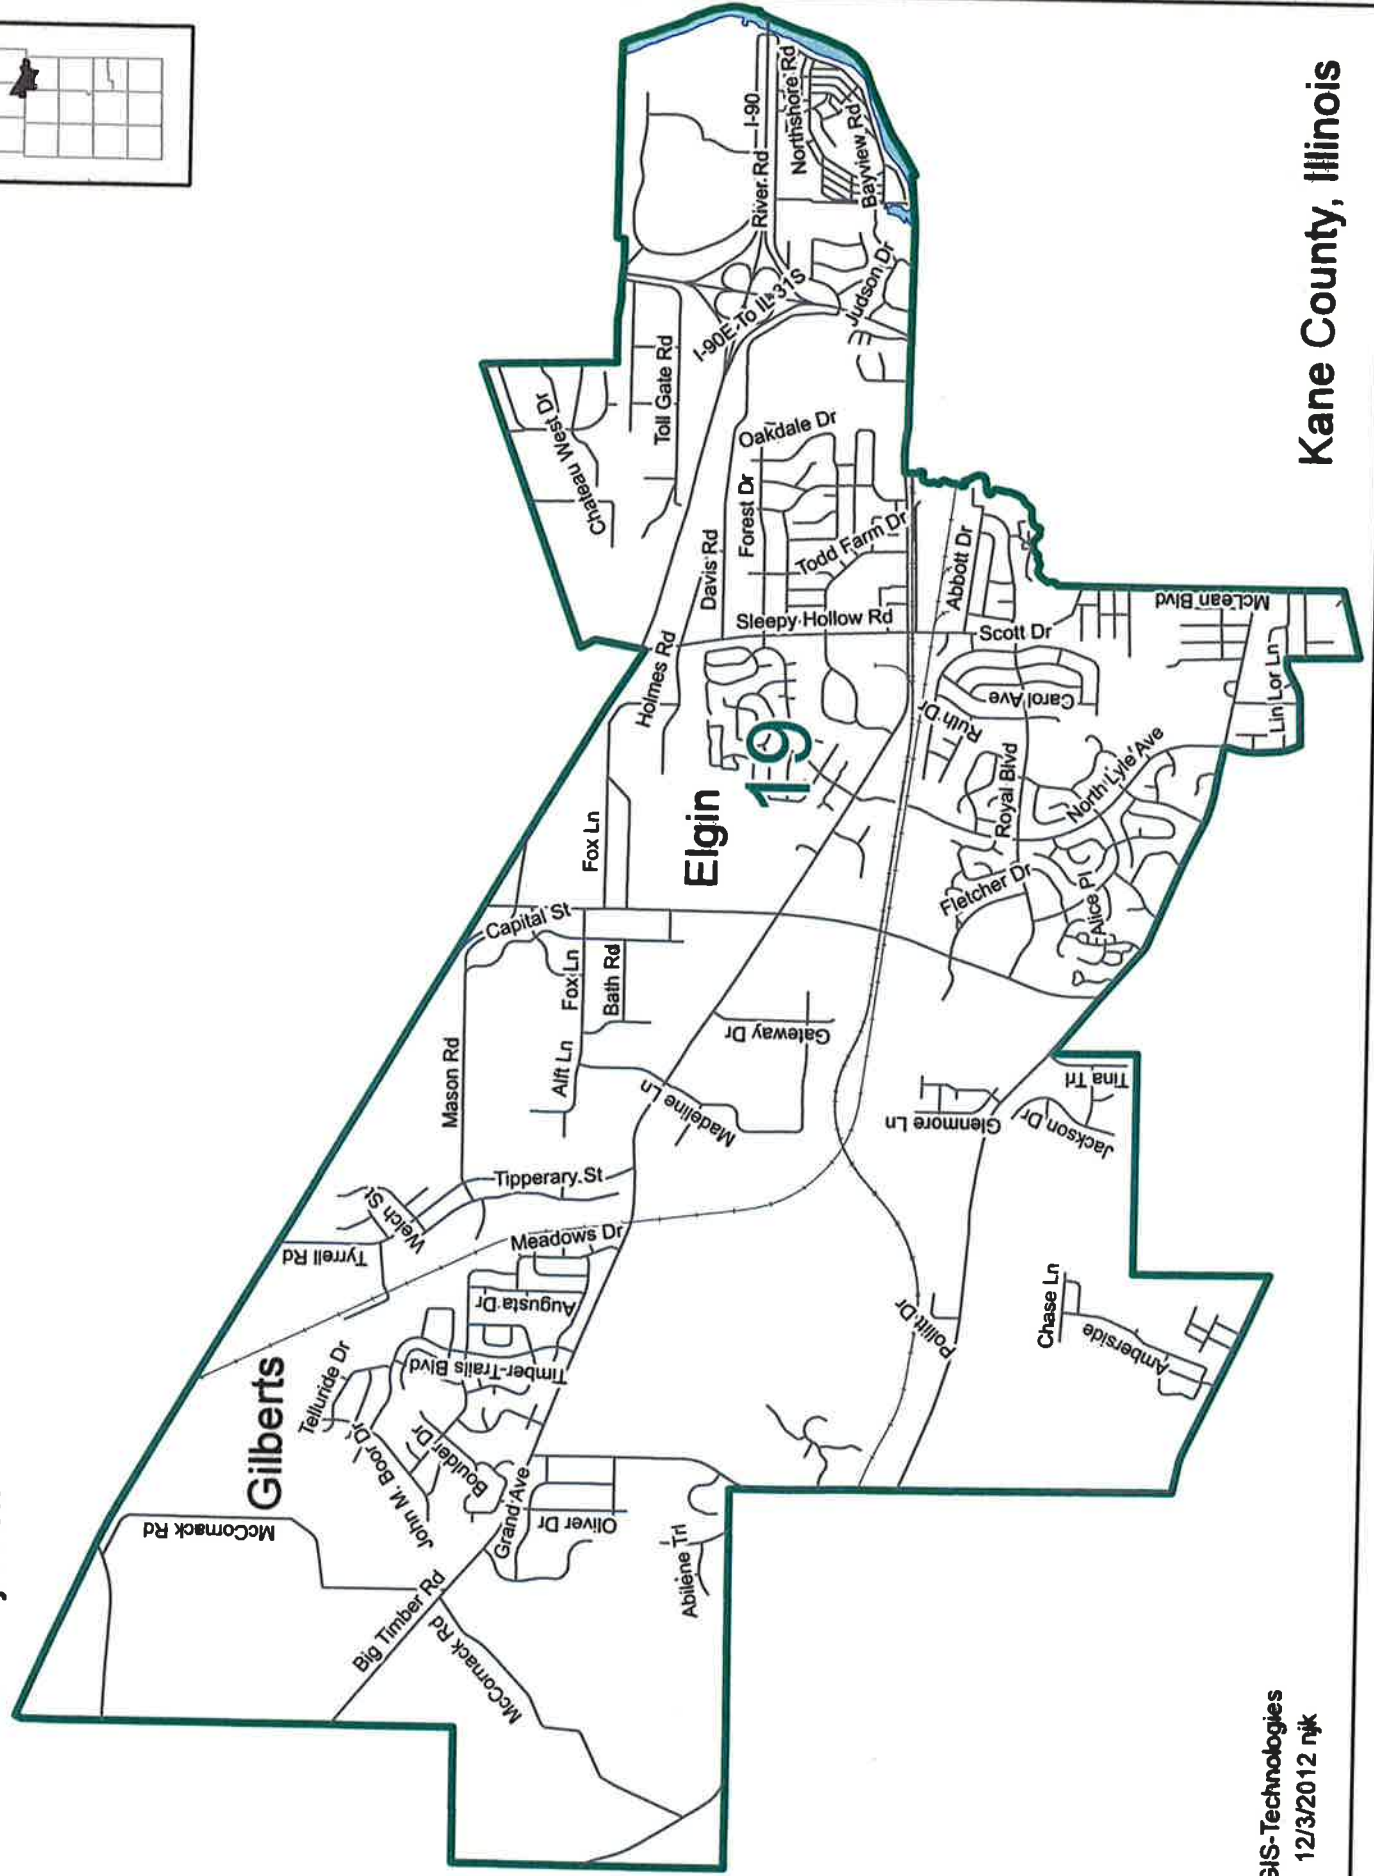 McCormack Rd
Gilberts
Tyrrell Rd
Telluride Dr
John M. Boor Dr
Welch St
Big Timber Rd
McCormack Rd
Boulder Dr
Timber-Trails Blvd
Augusta Dr
Meadows Dr
Tipperary St
Mason Rd
Capital St
Grand Ave
Oliver Dr
Alft Ln
Fox Ln
Bath Rd
Fox Ln
Chateau West Dr
Holmes Rd
Toll Gate Rd
Abilene Trl
Madeline Ln
Elgin
19
Davis Rd
I-90E To IL 31S
Forest Dr
River Rd
I-90
Gateway Dr
Sleepy Hollow Rd
Oakdale Dr
Todd Farm Dr
Northshore Rd
Bayview Rd
Judson Dr
Pollitt Dr
Glenmore Ln
Ruth Dr
Abbott Dr
Fletcher Dr
Royal Blvd
Carol Ave
Scott Dr
Chase Ln
Amberside
Jackson Dr
Tina Trl
Alice Pl
North Lyle Ave
McLean Blvd
Lin Lor Ln
GIS-Technologies
12/3/2012 njk
Kane County, Illinois